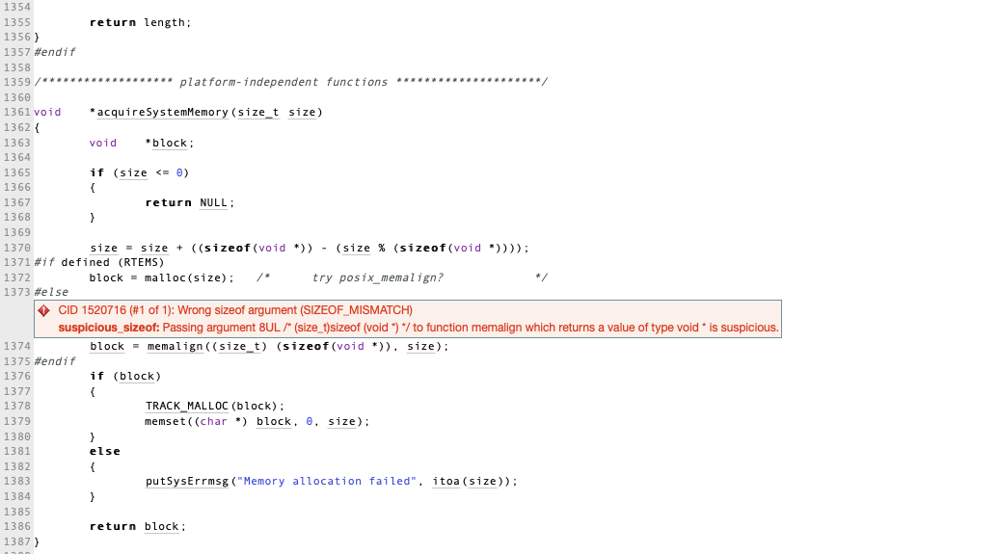 1354
1355 return length;
1356 }
1357 #endif
1358
1359 /******************* platform-independent functions *********************/
1360
1361 void *acquireSystemMemory(size_t size)
1362 {
1363 void *block;
1364
1365 if (size <= 0)
1366 {
1367 return NULL;
1368 }
1369
1370 size = size + ((sizeof(void *)) - (size % (sizeof(void *))));
1371 #if defined (RTEMS)
1372 block = malloc(size); /* try posix_memalign? */
1373 #else
CID 1520716 (#1 of 1): Wrong sizeof argument (SIZEOF_MISMATCH)
suspicious_sizeof: Passing argument 8UL /* (size_t)sizeof (void *) */ to function memalign which returns a value of type void * is suspicious.
1374 block = memalign((size_t) (sizeof(void *)), size);
1375 #endif
1376 if (block)
1377 {
1378 TRACK_MALLOC(block);
1379 memset((char *) block, 0, size);
1380 }
1381 else
1382 {
1383 putSysErrmsg("Memory allocation failed", itoa(size));
1384 }
1385
1386 return block;
1387 }